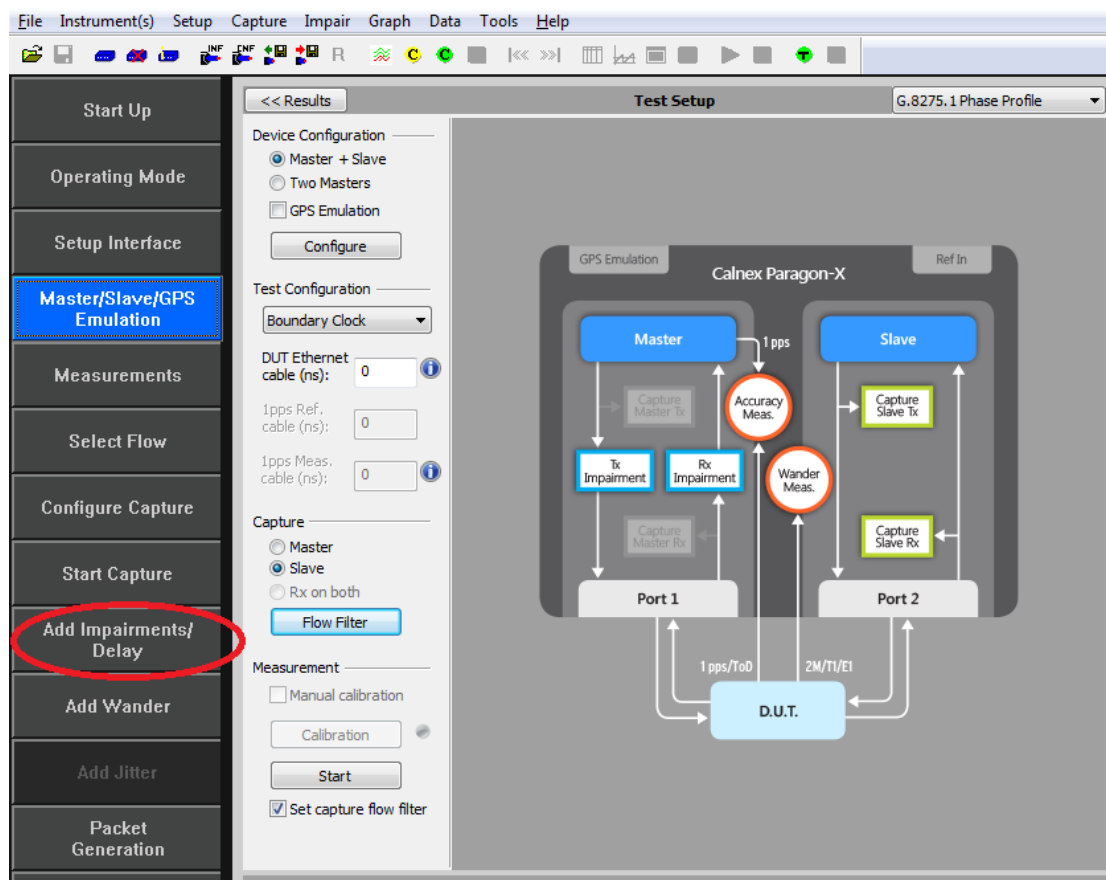 File Instrument(s) Setup Capture Impair Graph Data Tools Help
INF INF R C C T
Start Up
Operating Mode
Setup Interface
Master/Slave/GPS
Emulation
Measurements
Select Flow
Configure Capture
Start Capture
Add Impairments/
Delay
Add Wander
Add Jitter
Packet
Generation
<< Results
Test Setup
G.8275.1 Phase Profile
Device Configuration
Master + Slave
Two Masters
GPS Emulation
Configure
Test Configuration
Boundary Clock
DUT Ethernet
cable (ns): 0
1pps Ref.
cable (ns): 0
1pps Meas.
cable (ns): 0
Capture
Master
Slave
Rx on both
Flow Filter
Measurement
Manual calibration
Calibration
Start
Set capture flow filter
GPS Emulation
Ref In
Calnex Paragon-X
Master
1 pps
Slave
Capture
Master Tx
Accuracy
Meas.
Capture
Slave Tx
Tx
Impairment
Rx
Impairment
Wander
Meas.
Capture
Master Rx
Capture
Slave Rx
Port 1
Port 2
1 pps/ToD
2M/T1/E1
D.U.T.